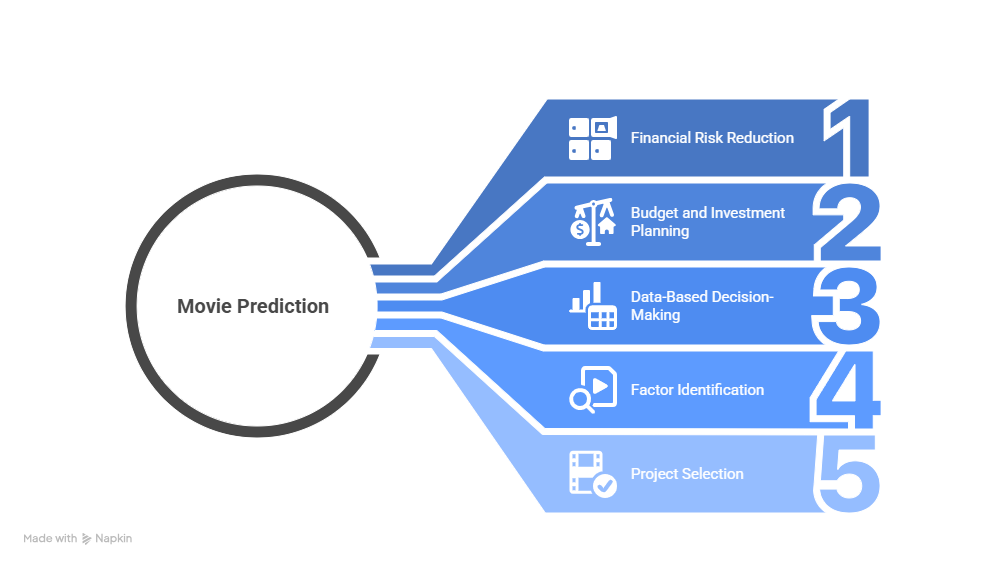 Movie Prediction
Financial Risk Reduction
1
Budget and Investment
Planning
2
Data-Based Decision-
Making
3
Factor Identification
4
Project Selection
5
$
Made with Napkin